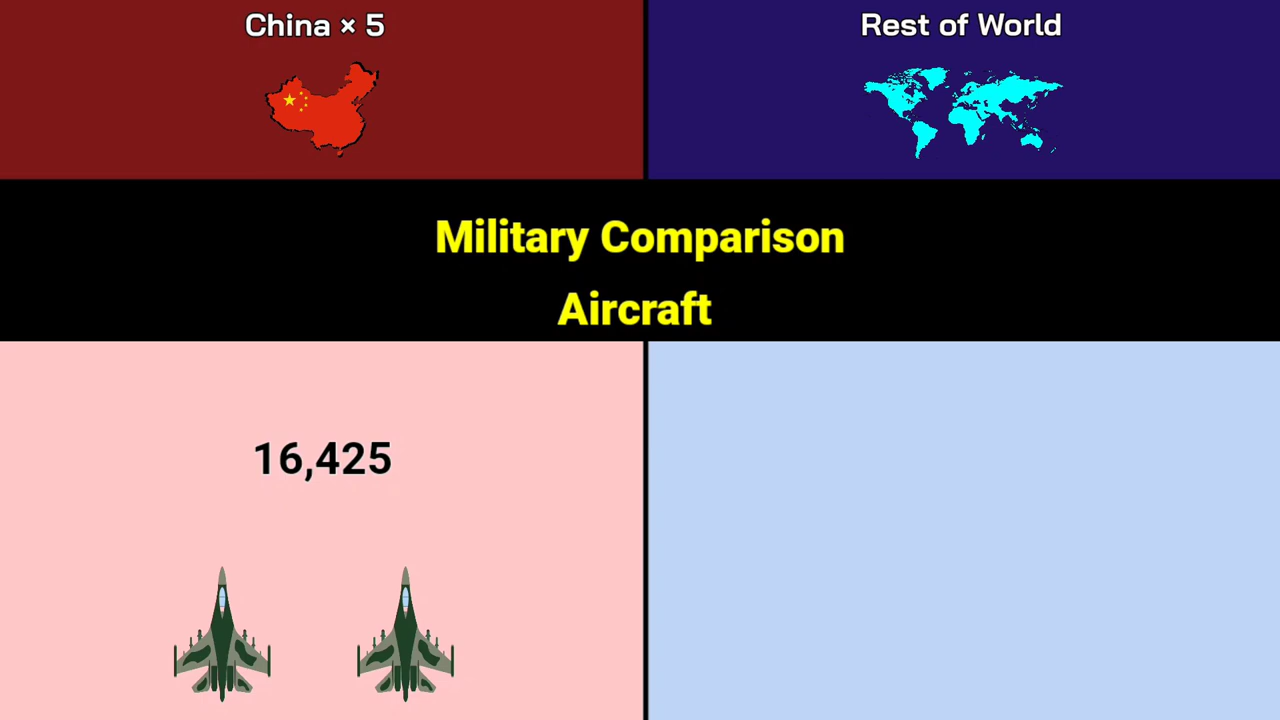 China × 5
Rest of World
Military Comparison
Aircraft
16,425